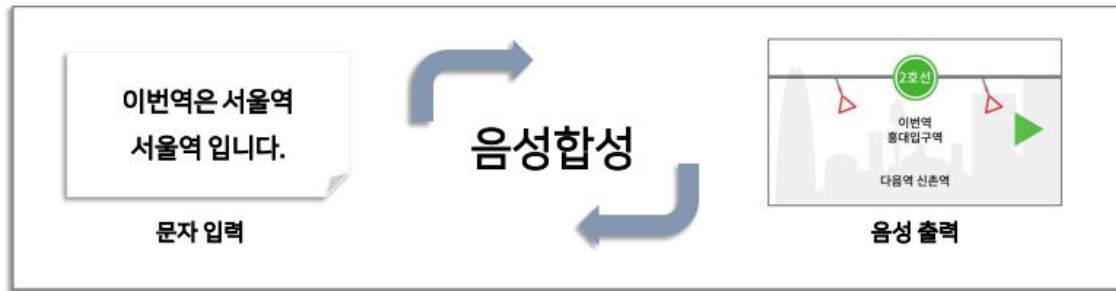 이번역은 서울역
서울역 입니다.
문자 입력
음성합성
2호선
이번역
홍대입구역
다음역 신촌역
음성 출력